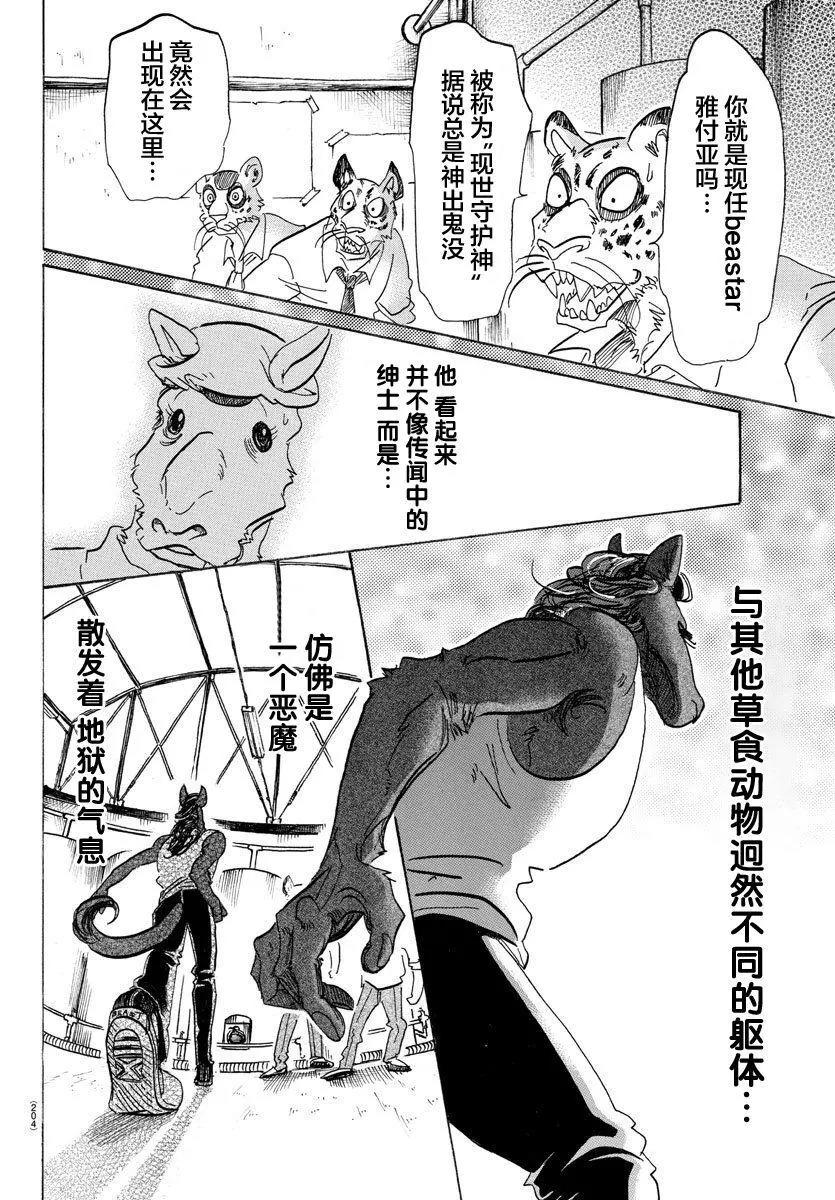 你就是现任beastar
雅付亚吗…
被称为”现世守护神“
据说总是神出鬼没
竟然会
出现在这里…
他 看起来
并不像传闻中的
绅士 而是…
与其他草食动物迥然不同的躯体…
仿佛是
一个恶魔
散发着 地狱的气息
BEAST
(204)